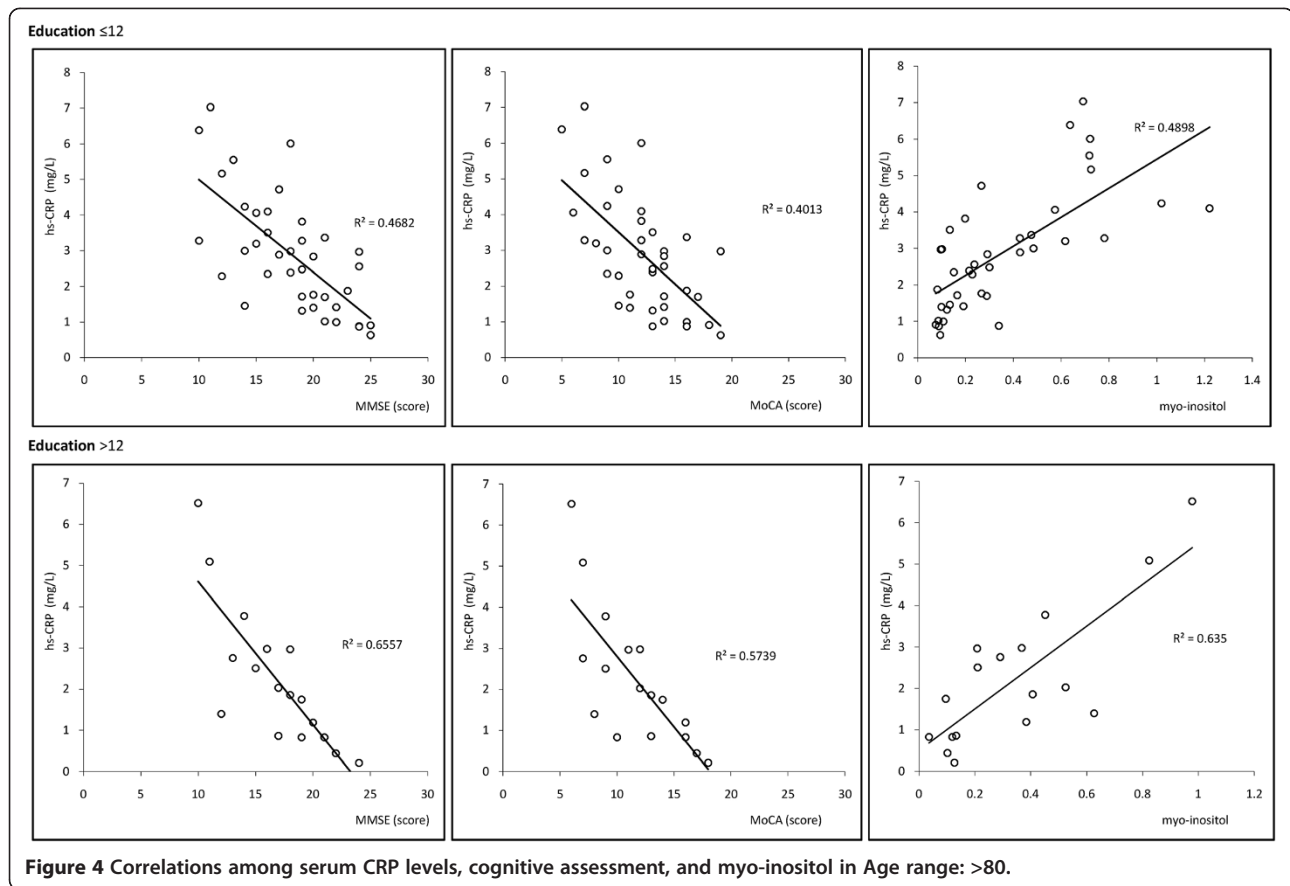 Education ≤12
hs-CRP (mg/L)
8
7
6
5
4
3
2
1
0
R² = 0.4682
0 5 10 15 20 25 30
MMSE (score)
hs-CRP (mg/L)
8
7
6
5
4
3
2
1
0
R² = 0.4013
0 5 10 15 20 25 30
MoCA (score)
hs-CRP (mg/L)
8
7
6
5
4
3
2
1
0
R² = 0.4898
0 0.2 0.4 0.6 0.8 1 1.2 1.4
myo-inositol
Education >12
hs-CRP (mg/L)
7
6
5
4
3
2
1
0
R² = 0.6557
0 5 10 15 20 25 30
MMSE (score)
hs-CRP (mg/L)
7
6
5
4
3
2
1
0
R² = 0.5739
0 5 10 15 20 25 30
MoCA (score)
hs-CRP (mg/L)
7
6
5
4
3
2
1
0
R² = 0.635
0 0.2 0.4 0.6 0.8 1 1.2
myo-inositol
Figure 4 Correlations among serum CRP levels, cognitive assessment, and myo-inositol in Age range: >80.